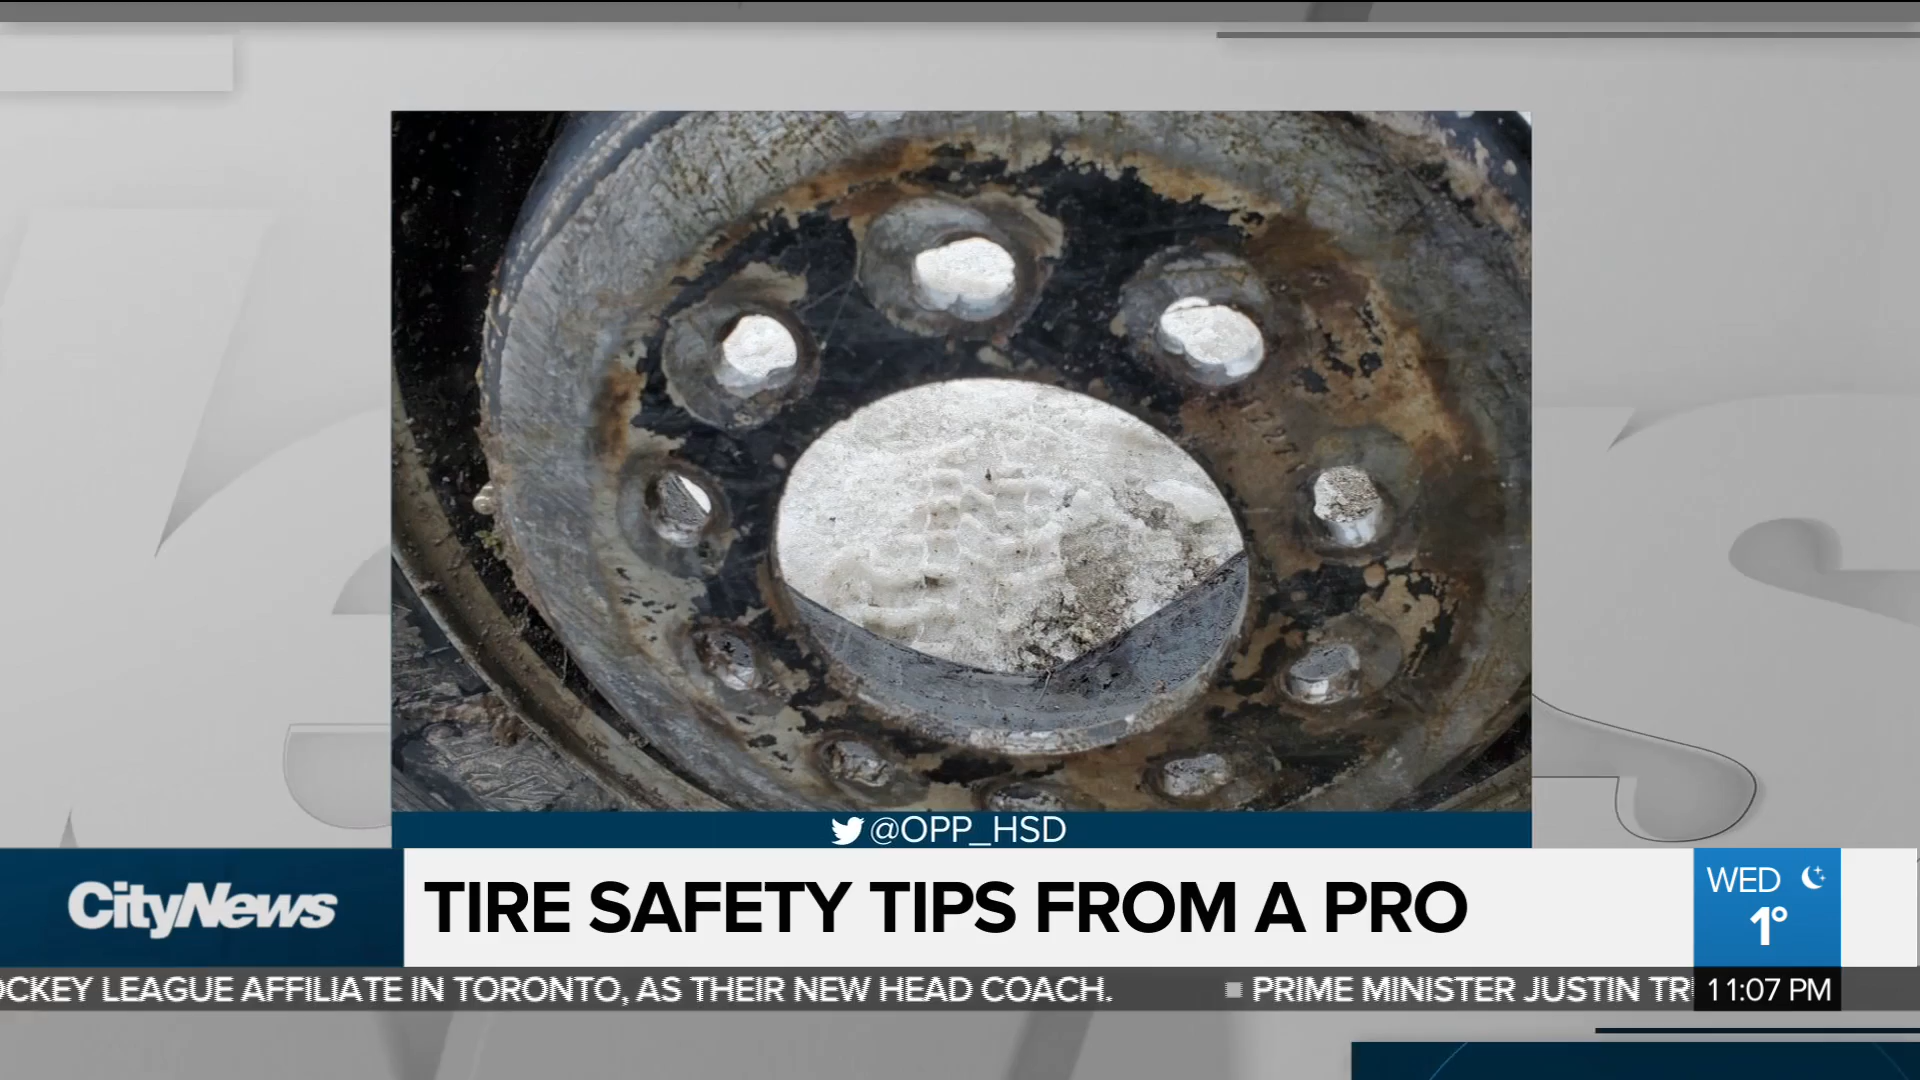 @OPP_HSD
CityNews
TIRE SAFETY TIPS FROM A PRO
WED
1°
OCKEY LEAGUE AFFILIATE IN TORONTO, AS THEIR NEW HEAD COACH.
PRIME MINISTER JUSTIN TR
11:07 PM